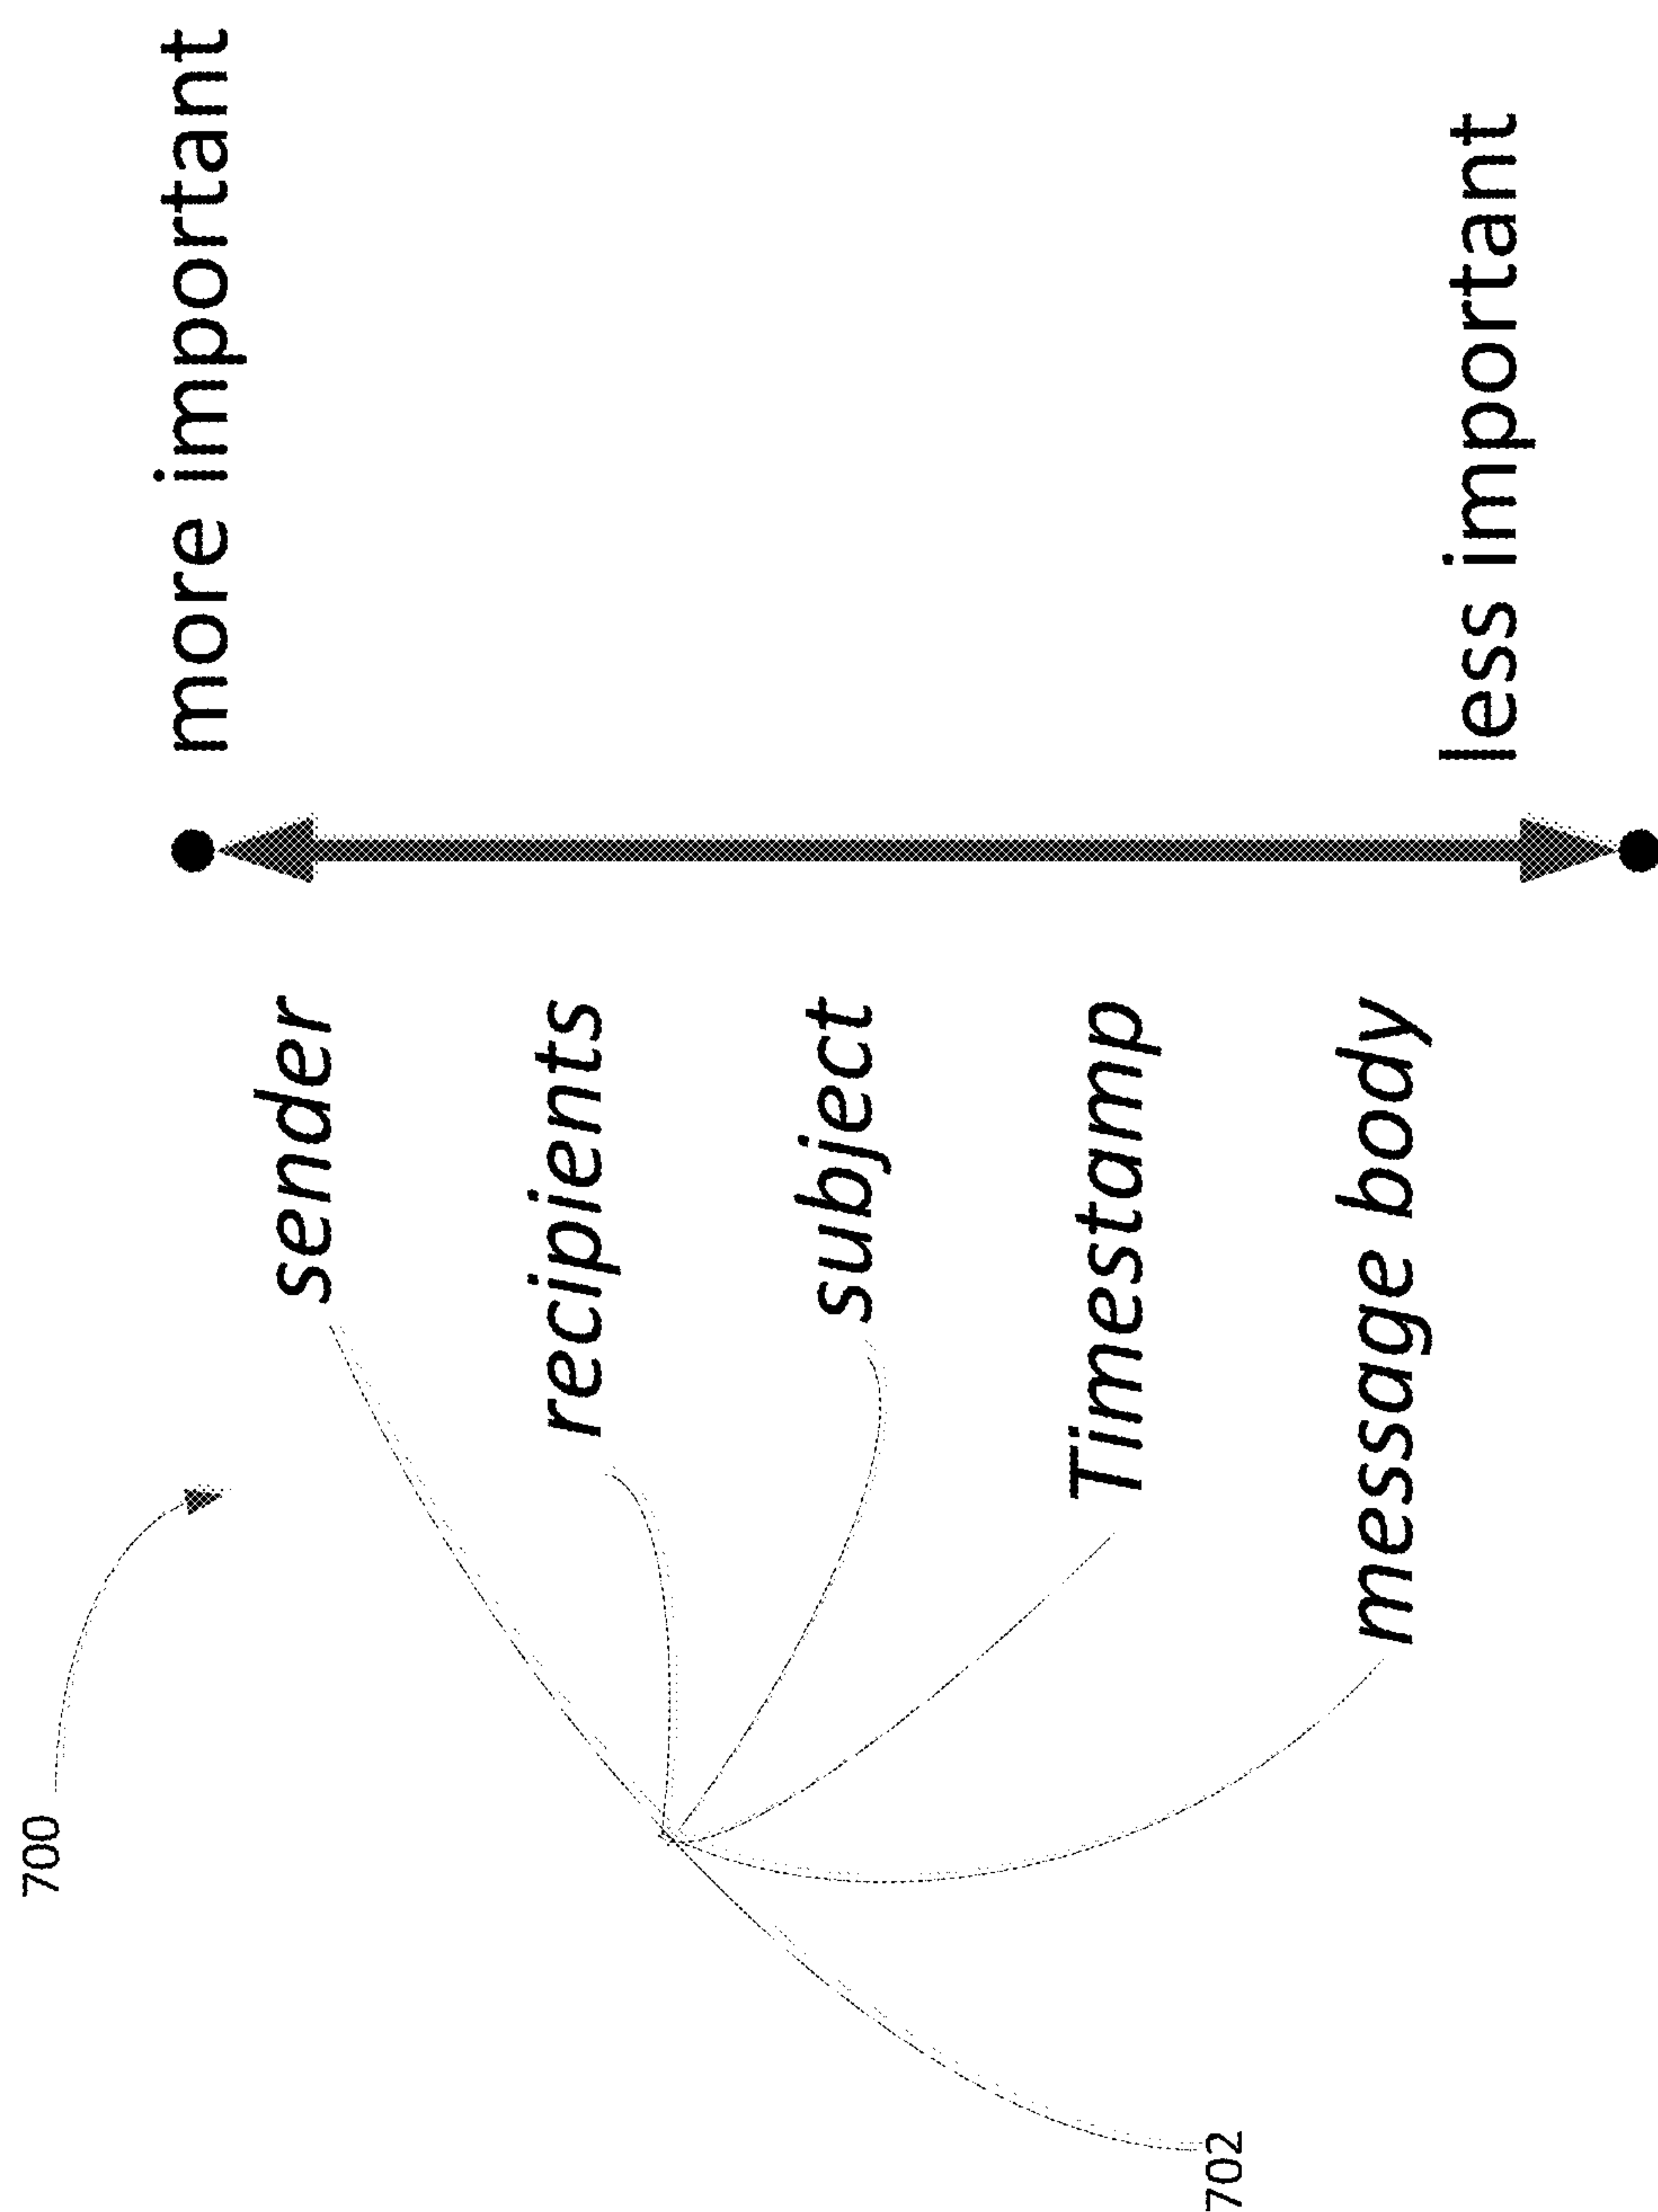 700
more important
sender
recipients
subject
Timestamp
message body
less important
702